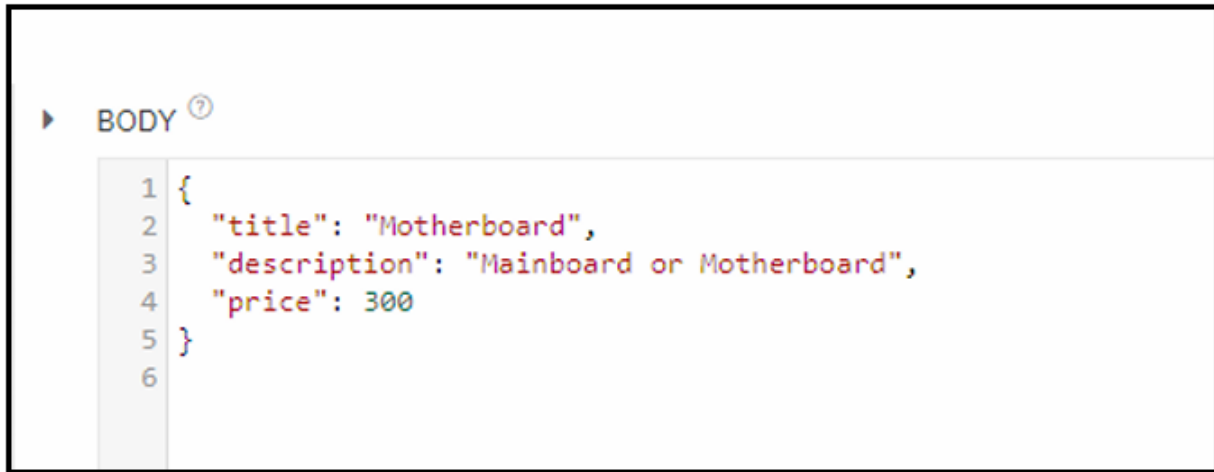 BODY ?
1 {
2 "title": "Motherboard",
3 "description": "Mainboard or Motherboard",
4 "price": 300
5 }
6